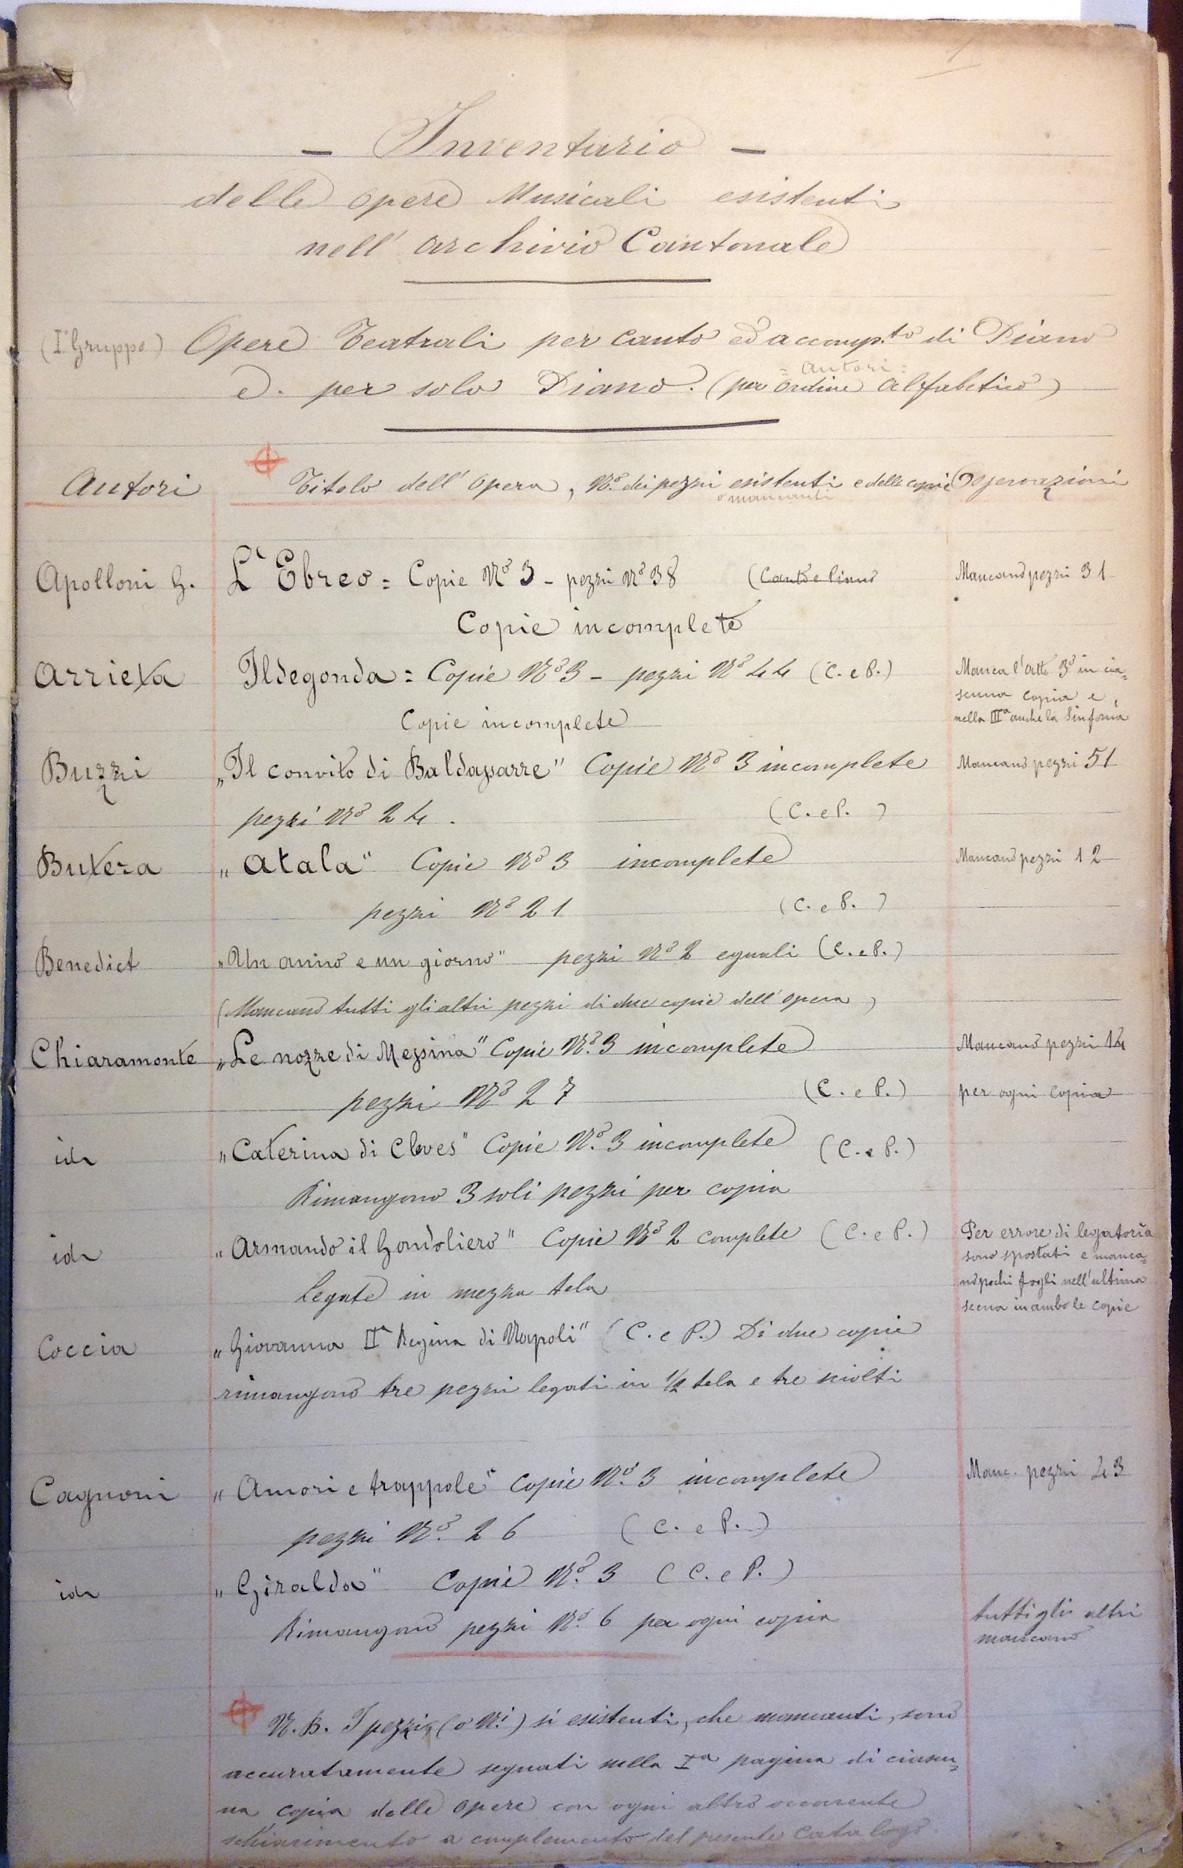 1
– Inventario –
delle opere Musicali esistenti
nell' archivio Cantonale
(I° Gruppo) Opere Teatrali per canto ed accomp.to di Piano
= autori =
e. per solo Piano. (per ordine alfabetico)
Autori Titolo dell' opera, No. dei pezzi esistenti e delle copie Osservazioni
o mancanti
Apolloni G. L'Ebreo = Copie No 3 – pezzi No 38 (Canto e Piano Mancano pezzi 31
Copie incomplete
Arrieta Ildegonda = Copie No 3 – pezzi No 44 (C. e P.) Manca l'atto 3o in cia=
scuna copia e
Copie incomplete nella IIIa anche la Sinfonia
Buzzi „Il convito di Baldassarre" Copie No 3 incomplete Mancano pezzi 51
pezzi No 24. (C. e P.)
Butera „Atala" Copie No 3 incomplete Mancano pezzi 12
pezzi No 21 (C. e P.)
Benedict „Un anno e un giorno" pezzi No 2 eguali (C. e P.)
(Mancano tutti gli altri pezzi di due copie dell' opera)
Chiaramonte „Le nozze di Messina" Copie No. 3 incomplete Mancano pezzi 14
pezzi No 27 (C. e P.) per ogni copia
id „Caterina di Cleves" Copie No. 3 incomplete (C. e P.)
Rimangono 3 soli pezzi per copia
id „Armando il Gondoliero" Copie No 2 complete (C. e P.) Per errore di legatoria
sono spostati e manca=
Legate in mezza tela no pochi fogli nell'ultima
scena in ambo le copie
Coccia „Giovanna IIa Regina di Napoli" (C. e P.) Di due copie
rimangono tre pezzi legati in 1/2 tela e tre sciolti
Cagnoni „Amori e trappole" Copie No. 3 incomplete Manc. pezzi 43
pezzi No. 26 (C. e P.)
id „Giralda" Copie No. 3 (C. e P.)
Rimangono pezzi No. 6 per ogni copia tutti gli altri
mancano
N.B. I pezzi (o Ni) sì esistenti, che mancanti, sono
accuratamente segnati nella Ia pagina di ciascu=
na copia delle opere con ogni altro occorrente
schiarimento a complemento del presente Catalogo.